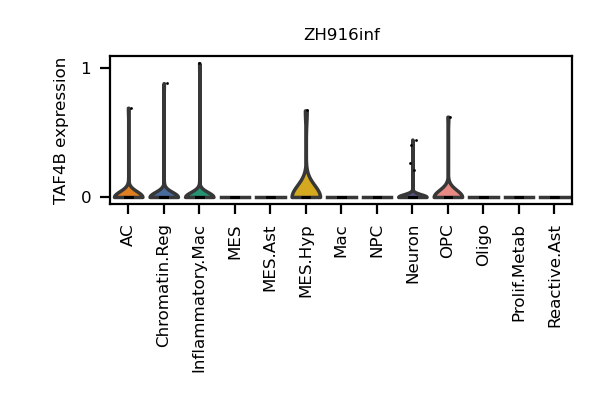 ZH916inf
TAF4B expression
1
0
AC
Chromatin.Reg
Inflammatory.Mac
MES
MES.Ast
MES.Hyp
Mac
NPC
Neuron
OPC
Oligo
Prolif.Metab
Reactive.Ast